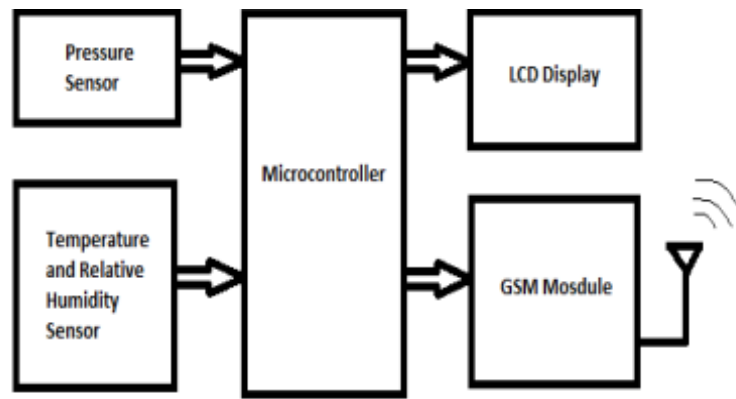 Pressure
Sensor
LCD Display
Microcontroller
Temperature
and Relative
Humidity
Sensor
GSM Mosdule